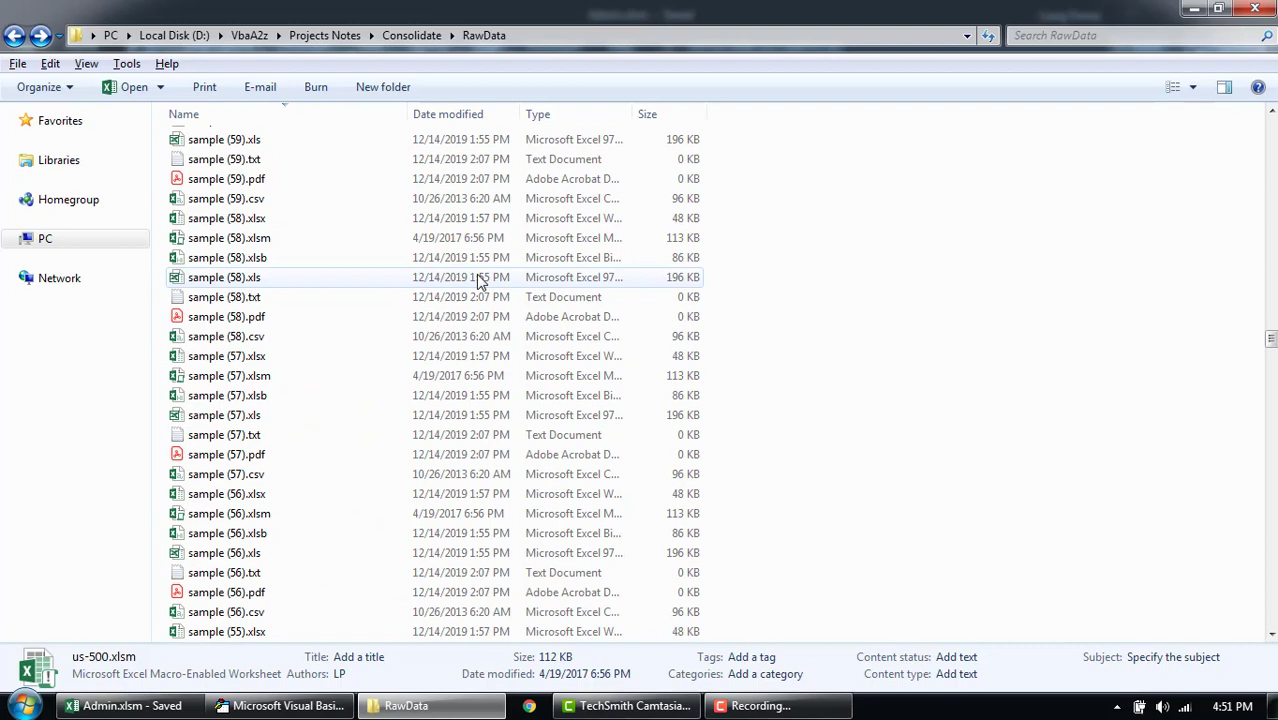 PC ▸ Local Disk (D:) ▸ VbaA2z ▸ Projects Notes ▸ Consolidate ▸ RawData Search RawData
File Edit View Tools Help
Organize Open Print E-mail Burn New folder
Name Date modified Type Size
Favorites
Libraries
Homegroup
PC
Network
sample (59).xls 12/14/2019 1:55 PM Microsoft Excel 97... 196 KB
sample (59).txt 12/14/2019 2:07 PM Text Document 0 KB
sample (59).pdf 12/14/2019 2:07 PM Adobe Acrobat D... 0 KB
sample (59).csv 10/26/2013 6:20 AM Microsoft Excel C... 96 KB
sample (58).xlsx 12/14/2019 1:57 PM Microsoft Excel W... 48 KB
sample (58).xlsm 4/19/2017 6:56 PM Microsoft Excel M... 113 KB
sample (58).xlsb 12/14/2019 1:55 PM Microsoft Excel Bi... 86 KB
sample (58).xls 12/14/2019 1:55 PM Microsoft Excel 97... 196 KB
sample (58).txt 12/14/2019 2:07 PM Text Document 0 KB
sample (58).pdf 12/14/2019 2:07 PM Adobe Acrobat D... 0 KB
sample (58).csv 10/26/2013 6:20 AM Microsoft Excel C... 96 KB
sample (57).xlsx 12/14/2019 1:57 PM Microsoft Excel W... 48 KB
sample (57).xlsm 4/19/2017 6:56 PM Microsoft Excel M... 113 KB
sample (57).xlsb 12/14/2019 1:55 PM Microsoft Excel Bi... 86 KB
sample (57).xls 12/14/2019 1:55 PM Microsoft Excel 97... 196 KB
sample (57).txt 12/14/2019 2:07 PM Text Document 0 KB
sample (57).pdf 12/14/2019 2:07 PM Adobe Acrobat D... 0 KB
sample (57).csv 10/26/2013 6:20 AM Microsoft Excel C... 96 KB
sample (56).xlsx 12/14/2019 1:57 PM Microsoft Excel W... 48 KB
sample (56).xlsm 4/19/2017 6:56 PM Microsoft Excel M... 113 KB
sample (56).xlsb 12/14/2019 1:55 PM Microsoft Excel Bi... 86 KB
sample (56).xls 12/14/2019 1:55 PM Microsoft Excel 97... 196 KB
sample (56).txt 12/14/2019 2:07 PM Text Document 0 KB
sample (56).pdf 12/14/2019 2:07 PM Adobe Acrobat D... 0 KB
sample (56).csv 10/26/2013 6:20 AM Microsoft Excel C... 96 KB
sample (55).xlsx 12/14/2019 1:57 PM Microsoft Excel W... 48 KB
us-500.xlsm Title: Add a title Size: 112 KB Tags: Add a tag Content status: Add text Subject: Specify the subject
Microsoft Excel Macro-Enabled Worksheet Authors: LP Date modified: 4/19/2017 6:56 PM Categories: Add a category Content type: Add text
Admin.xlsm - Saved Microsoft Visual Basi... RawData TechSmith Camtasia... Recording... 4:51 PM